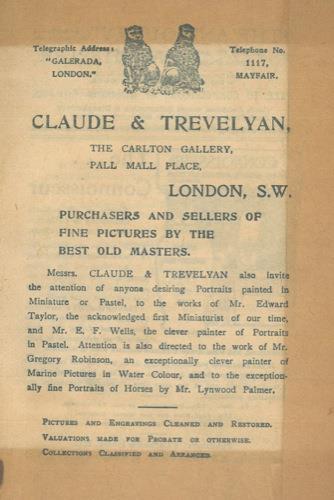 Telegraphic Address:
"GALERADA,
LONDON."
Telephone No.
1117,
MAYFAIR.
CLAUDE & TREVELYAN,
THE CARLTON GALLERY,
PALL MALL PLACE,
LONDON, S.W.
PURCHASERS AND SELLERS OF
FINE PICTURES BY THE
BEST OLD MASTERS.
Messrs. CLAUDE & TREVELYAN also invite
the attention of anyone desiring Portraits painted in
Miniature or Pastel, to the works of Mr. Edward
Taylor, the acknowledged first Miniaturist of our time,
and Mr. E. F. Wells, the clever painter of Portraits
in Pastel. Attention is also directed to the work of Mr.
Gregory Robinson, an exceptionally clever painter of
Marine Pictures in Water Colour, and to the exception-
ally fine Portraits of Horses by Mr. Lynwood Palmer.
PICTURES AND ENGRAVINGS CLEANED AND RESTORED.
VALUATIONS MADE FOR PROBATE OR OTHERWISE.
COLLECTIONS CLASSIFIED AND ARRANGED.